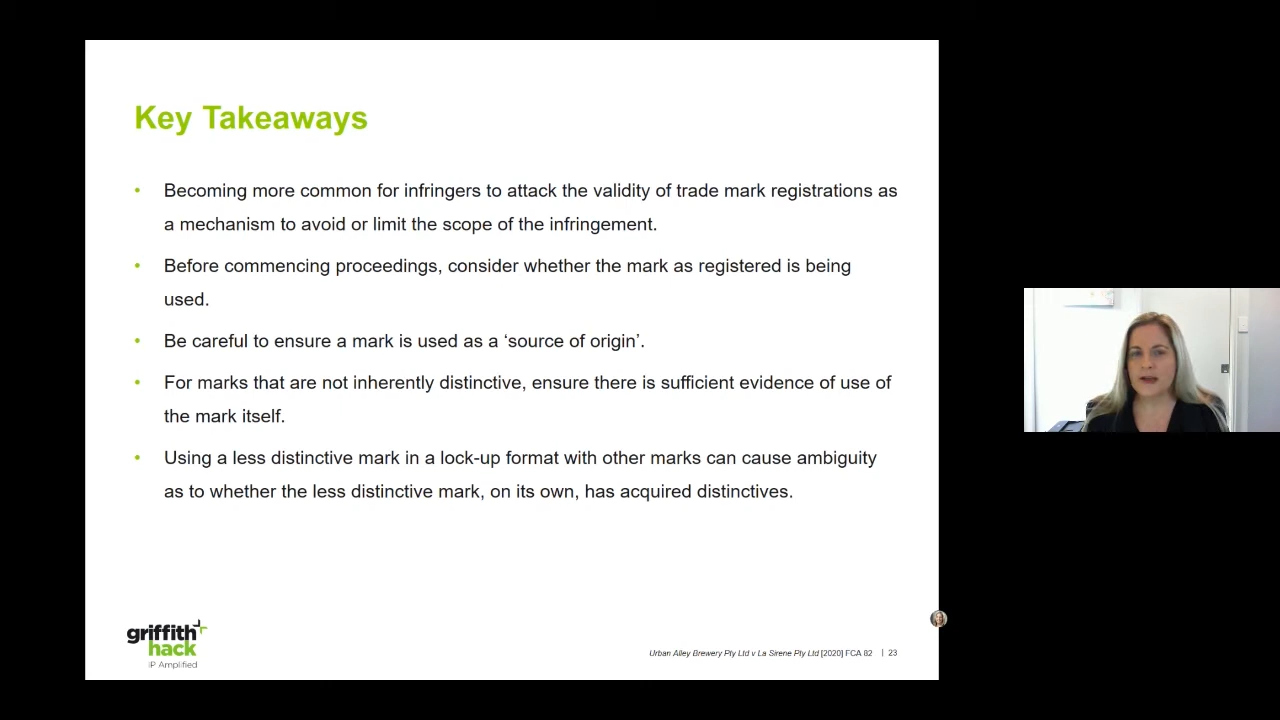 Key Takeaways
• Becoming more common for infringers to attack the validity of trade mark registrations as
a mechanism to avoid or limit the scope of the infringement.
• Before commencing proceedings, consider whether the mark as registered is being
used.
• Be careful to ensure a mark is used as a ‘source of origin’.
• For marks that are not inherently distinctive, ensure there is sufficient evidence of use of
the mark itself.
• Using a less distinctive mark in a lock-up format with other marks can cause ambiguity
as to whether the less distinctive mark, on its own, has acquired distinctives.
griffith
hack
IP Amplified
Urban Alley Brewery Pty Ltd v La Sirene Pty Ltd [2020] FCA 82 | 23